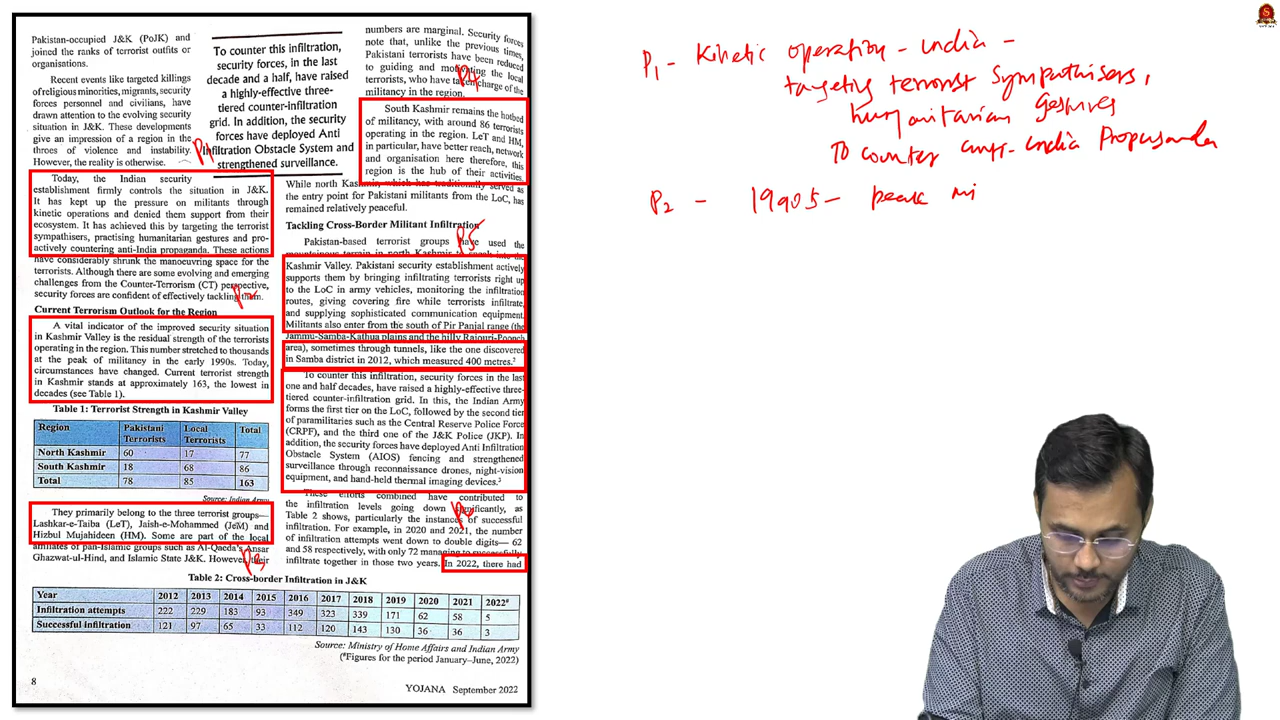 Pakistan-occupied J&K (PoJK) and
joined the ranks of terrorist outfits or
organisations.
Recent events like targeted killings
of religious minorities, migrants, security
forces personnel and civilians, have
drawn attention to the evolving security
situation in J&K. These developments
give an impression of a region in the
throes of violence and instability.
However, the reality is otherwise.
P1
Today, the Indian security
establishment firmly controls the situation in J&K.
It has kept up the pressure on militants through
kinetic operations and denied them support from their
ecosystem. It has achieved this by targeting the terrorist
sympathisers, practising humanitarian gestures and pro-
actively countering anti-India propaganda. These actions
have considerably shrunk the manoeuvring space for the
terrorists. Although there are some evolving and emerging
challenges from the Counter-Terrorism (CT) perspective,
security forces are confident of effectively tackling them.
P2
Current Terrorism Outlook for the Region
A vital indicator of the improved security situation
in Kashmir Valley is the residual strength of the terrorists
operating in the region. This number stretched to thousands
at the peak of militancy in the early 1990s. Today,
circumstances have changed. Current terrorist strength
in Kashmir stands at approximately 163, the lowest in
decades (see Table 1).
Table 1: Terrorist Strength in Kashmir Valley
Region Pakistani Terrorists Local Terrorists Total
North Kashmir 60 17 77
South Kashmir 18 68 86
Total 78 85 163
Source: Indian Army
They primarily belong to the three terrorist groups—
Lashkar-e-Taiba (LeT), Jaish-e-Mohammed (JeM) and
Hizbul Mujahideen (HM). Some are part of the local
affiliates of pan-Islamic groups such as Al-Qaeda's Ansar
Ghazwat-ul-Hind, and Islamic State J&K. However, their
P3
To counter this infiltration,
security forces, in the last
decade and a half, have raised
a highly-effective three-
tiered counter-infiltration
grid. In addition, the security
forces have deployed Anti
Infiltration Obstacle System and
strengthened surveillance.
numbers are marginal. Security forces
note that, unlike the previous times,
Pakistani terrorists have been reduced
to guiding and motivating the local
terrorists, who have taken charge of the
militancy in the region.
P4
South Kashmir remains the hotbed
of militancy, with around 86 terrorists
operating in the region. LeT and HM,
in particular, have better reach, network
and organisation here therefore, this
region is the hub of their activities.
While north Kashmir, which has traditionally served as
the entry point for Pakistani militants from the LoC, has
remained relatively peaceful.
Tackling Cross-Border Militant Infiltration
P5
Pakistan-based terrorist groups have used the
mountainous terrain in north Kashmir to
Kashmir Valley. Pakistani security establishment actively
supports them by bringing infiltrating terrorists right up
to the LoC in army vehicles, monitoring the infiltration
routes, giving covering fire while terrorists infiltrate,
and supplying sophisticated communication equipment.
Militants also enter from the south of Pir Panjal range (the
Jammu-Samba-Kathua plains and the hilly Rajouri-Poonch
area), sometimes through tunnels, like the one discovered
in Samba district in 2012, which measured 400 metres.²
To counter this infiltration, security forces in the last
one and half decades, have raised a highly-effective three-
tiered counter-infiltration grid. In this, the Indian Army
forms the first tier on the LoC, followed by the second tier
of paramilitaries such as the Central Reserve Police Force
(CRPF), and the third one of the J&K Police (JKP). In
addition, the security forces have deployed Anti Infiltration
Obstacle System (AIOS) fencing and strengthened
surveillance through reconnaissance drones, night-vision
equipment, and hand-held thermal imaging devices.³
These efforts combined have contributed to
the infiltration levels going down significantly, as
Table 2 shows, particularly the instances of successful
infiltration. For example, in 2020 and 2021, the number
of infiltration attempts went down to double digits— 62
and 58 respectively, with only 72 managing to successfully
infiltrate together in those two years. In 2022, there had
Table 2: Cross-border Infiltration in J&K
Year 2012 2013 2014 2015 2016 2017 2018 2019 2020 2021 2022#
Infiltration attempts 222 229 183 93 349 323 339 171 62 58 5
Successful infiltration 121 97 65 33 112 120 143 130 36 36 3
Source: Ministry of Home Affairs and Indian Army
(#Figures for the period January–June, 2022)
8
YOJANA September 2022
P1 - Kinetic operation - India -
targeting terrorist sympathisers,
humanitarian gestures
To counter anti-India Propaganda
P2 - 1990s - peak mi